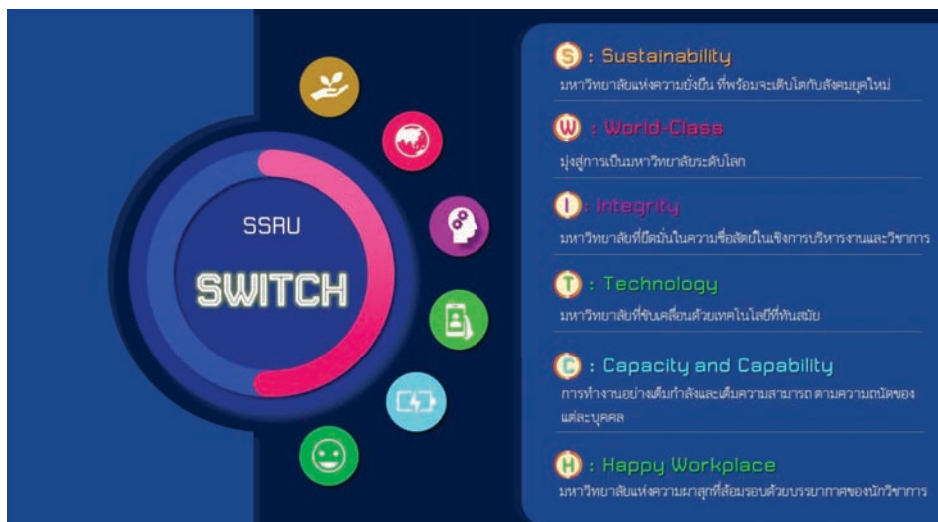 SSRU
SWITCH
S : Sustainability
มหาวิทยาลัยแห่งความยั่งยืน ที่พร้อมจะเติบโตกับสังคมยุคใหม่
W : World-Class
มุ่งสู่การเป็นมหาวิทยาลัยระดับโลก
I : Integrity
มหาวิทยาลัยที่ยึดมั่นในความซื่อสัตย์ในเชิงการบริหารงานและวิชาการ
T : Technology
มหาวิทยาลัยที่ขับเคลื่อนด้วยเทคโนโลยีที่ทันสมัย
C : Capacity and Capability
การทำงานอย่างเต็มกำลังและเต็มความสามารถ ตามความถนัดของ
แต่ละบุคคล
H : Happy Workplace
มหาวิทยาลัยแห่งความผาสุกที่ล้อมรอบด้วยบรรยากาศของนักวิชาการ